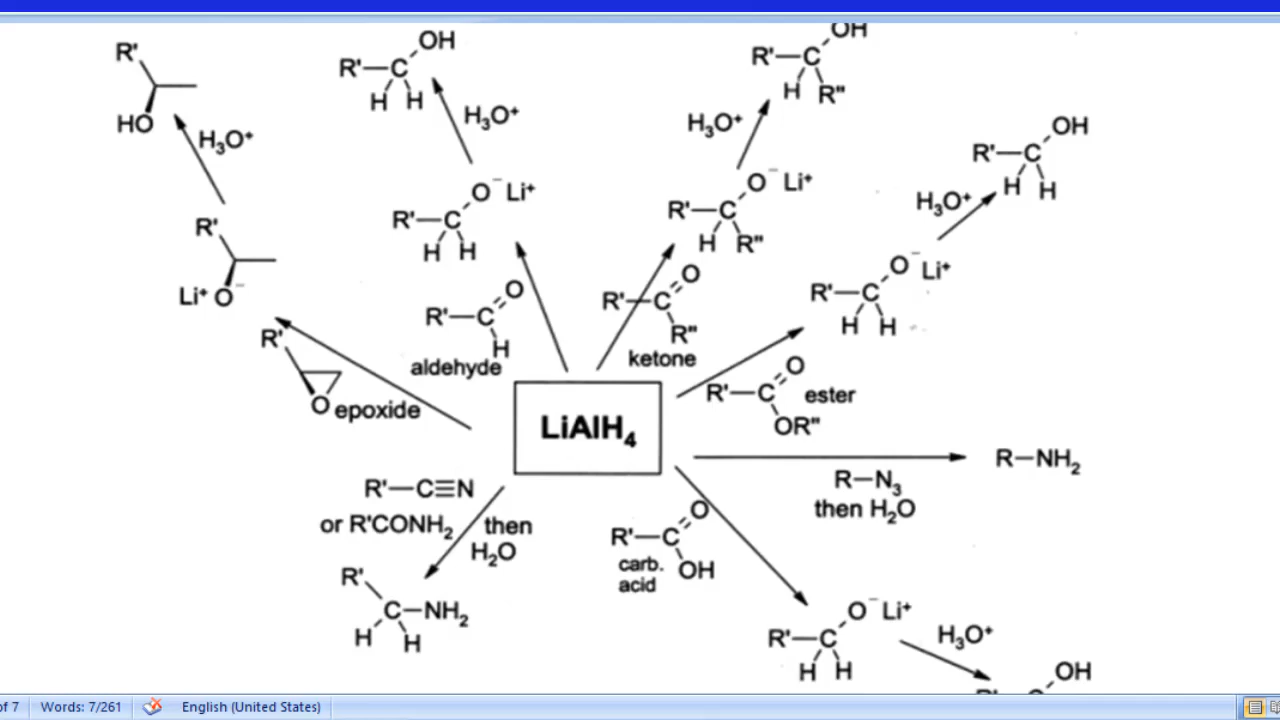 R'
HO
H₃O⁺
R'
Li⁺ O⁻
R'
O
epoxide
OH
R'—C
H H
H₃O⁺
O⁻ Li⁺
R'—C
H H
O
R'—C
H
aldehyde
OH
R'—C
H R"
H₃O⁺
O⁻ Li⁺
R'—C
H R"
O
R'—C
R"
ketone
OH
R'—C
H H
H₃O⁺
O⁻ Li⁺
R'—C
H H
O
R'—C ester
OR"
LiAlH₄
R—NH₂
R—N₃
then H₂O
R'—C≡N
or R'CONH₂ then
H₂O
R'
C—NH₂
H H
O
R'—C
carb. OH
acid
O⁻ Li⁺
R'—C
H H
H₃O⁺
OH
of 7 Words: 7/261 English (United States)